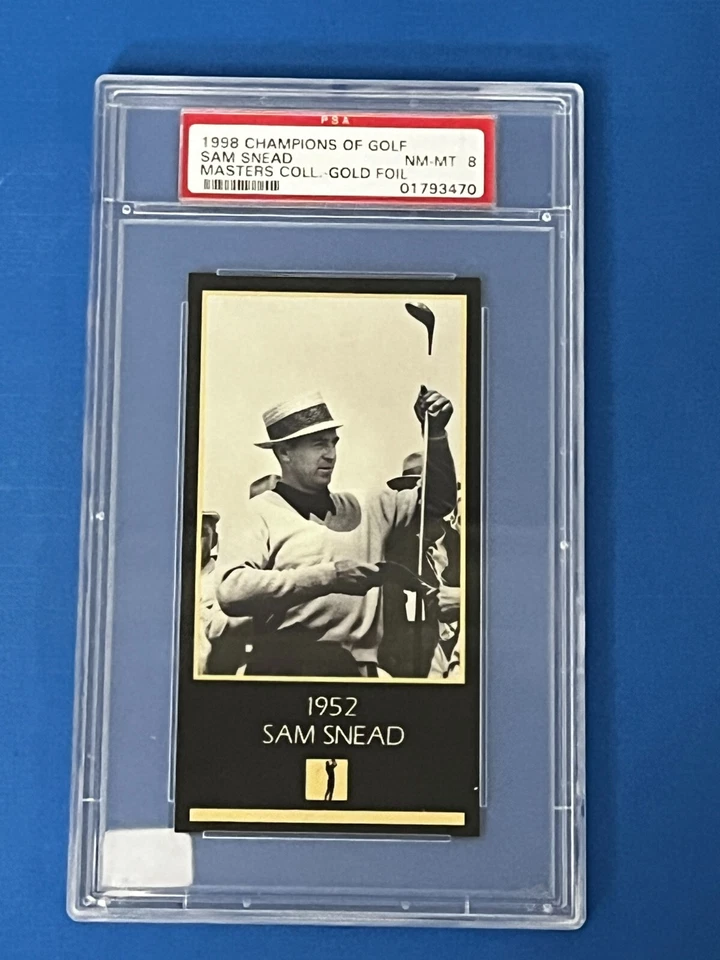 PSA
1998 CHAMPIONS OF GOLF
SAM SNEAD NM-MT 8
MASTERS COLL.-GOLD FOIL
01793470
1952
SAM SNEAD